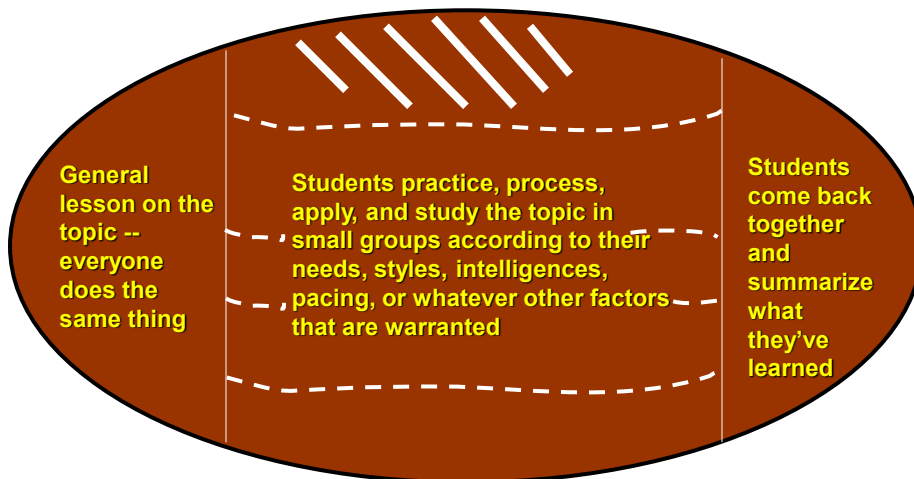 General
lesson on the
topic --
everyone
does the
same thing
Students practice, process,
apply, and study the topic in
small groups according to their
needs, styles, intelligences,
pacing, or whatever other factors
that are warranted
Students
come back
together
and
summarize
what
they’ve
learned